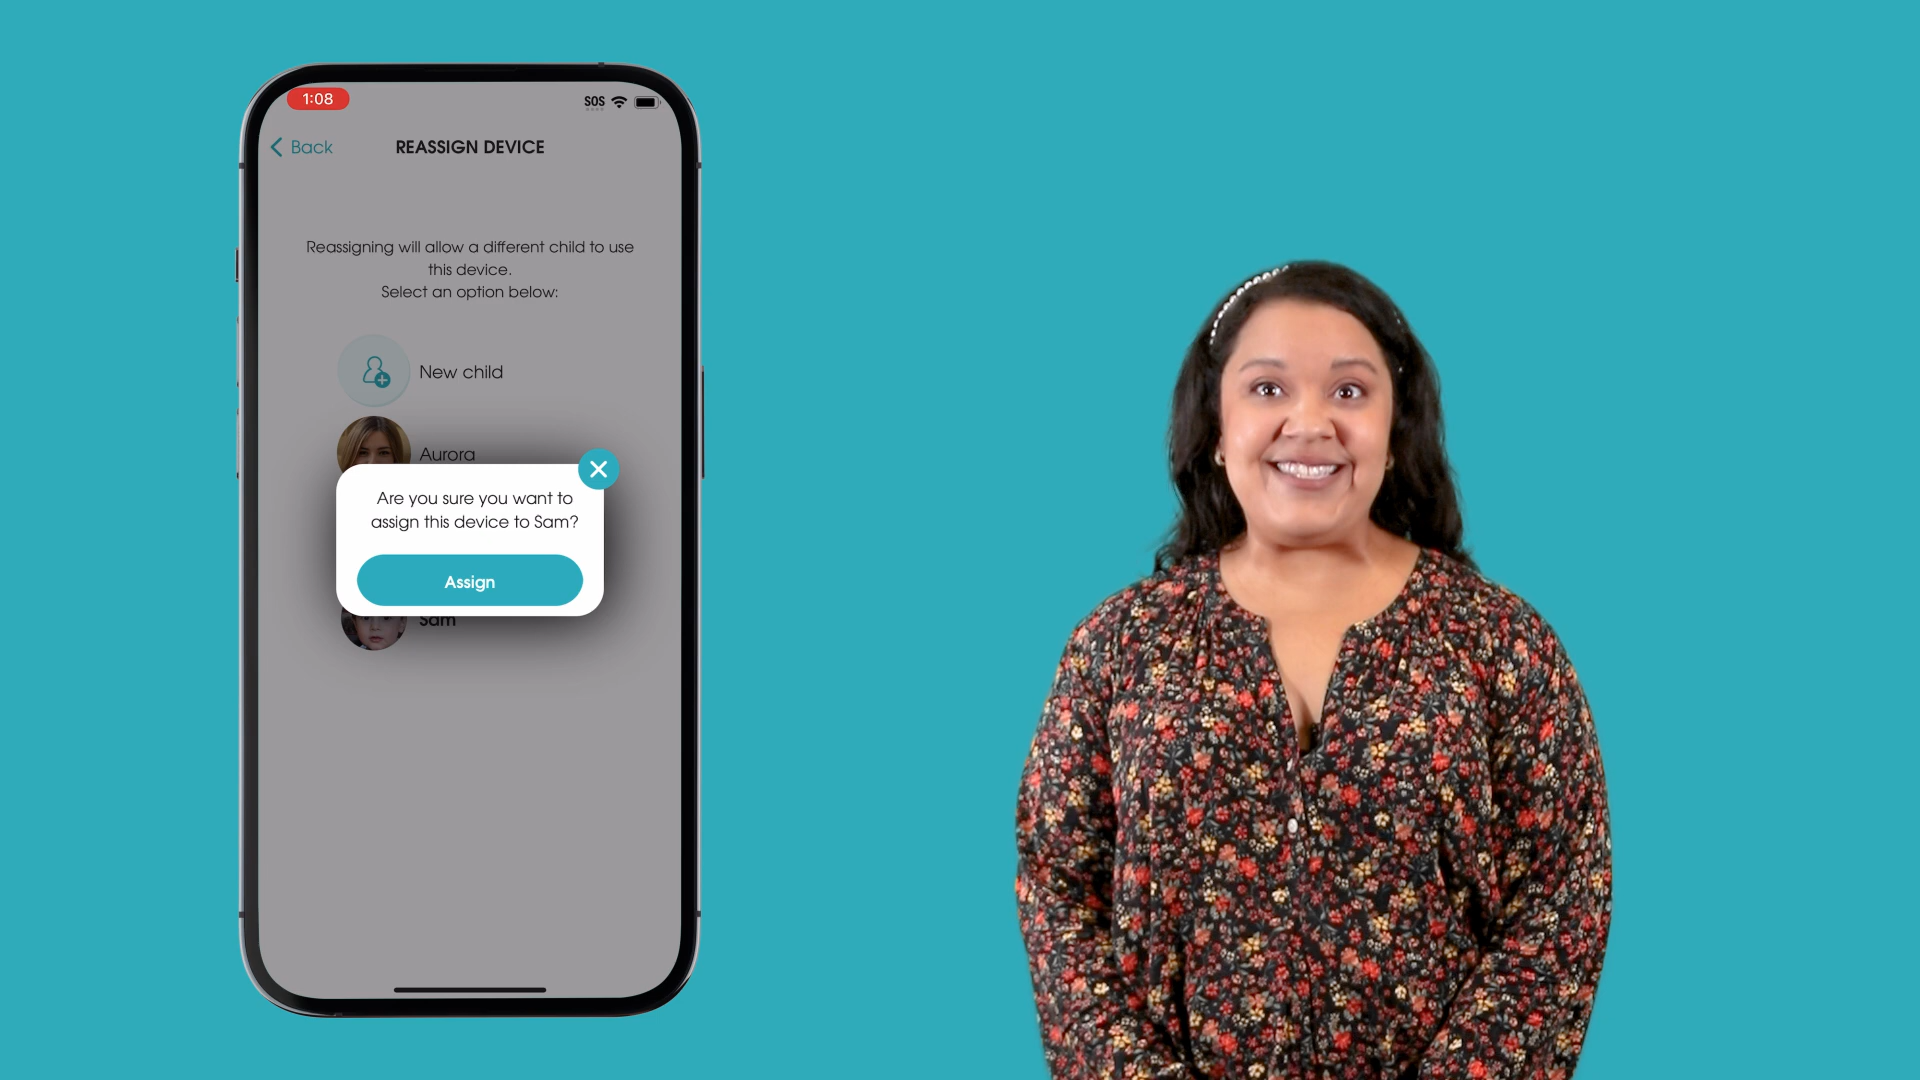 1:08
SOS
Back
REASSIGN DEVICE
Reassigning will allow a different child to use
this device.
Select an option below:
New child
Aurora
Are you sure you want to
assign this device to Sam?
Assign
Sam